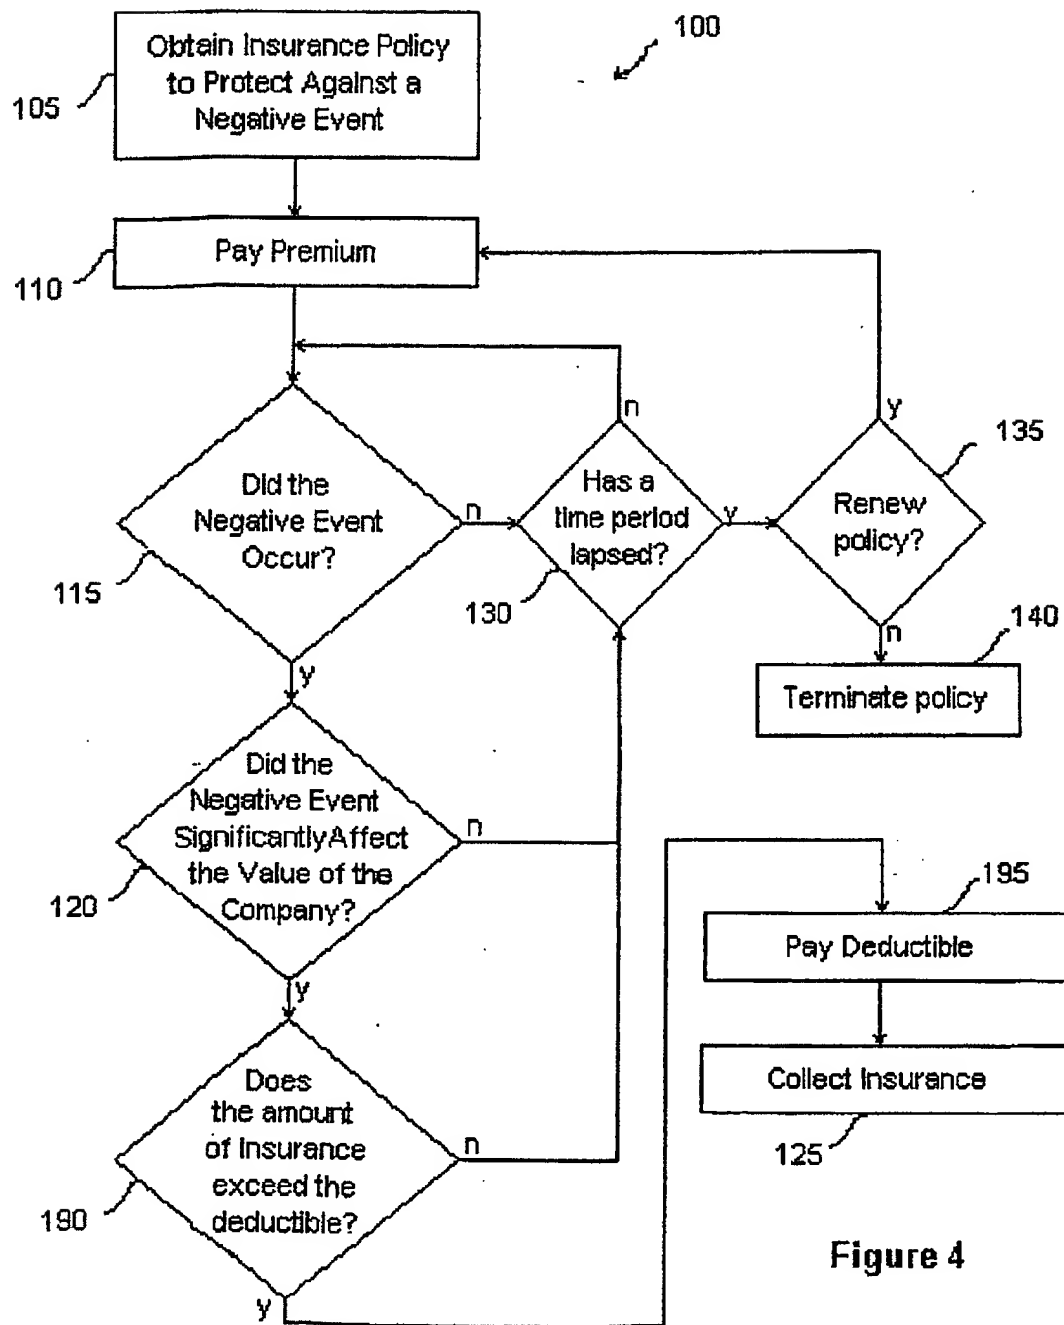 100
Obtain Insurance Policy
to Protect Against a
Negative Event
105
Pay Premium
110
n
y
135
Did the
Negative Event
Occur?
115
n
Has a
time period
lapsed?
130
y
Renew
policy?
n
140
Terminate policy
y
Did the
Negative Event
Significantly Affect
the Value of the
Company?
120
n
195
Pay Deductible
Collect Insurance
125
y
Does
the amount
of Insurance
exceed the
deductible?
190
n
y
Figure 4